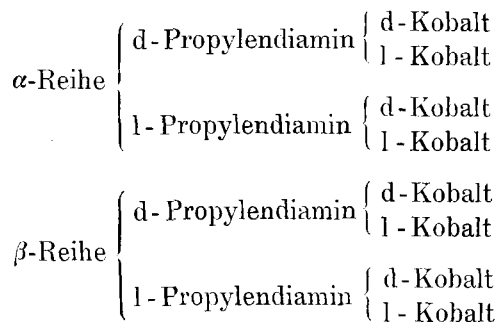 α-Reihe
d-Propylendiamin
d-Kobalt
l-Kobalt
l-Propylendiamin
d-Kobalt
l-Kobalt
β-Reihe
d-Propylendiamin
d-Kobalt
l-Kobalt
l-Propylendiamin
d-Kobalt
l-Kobalt